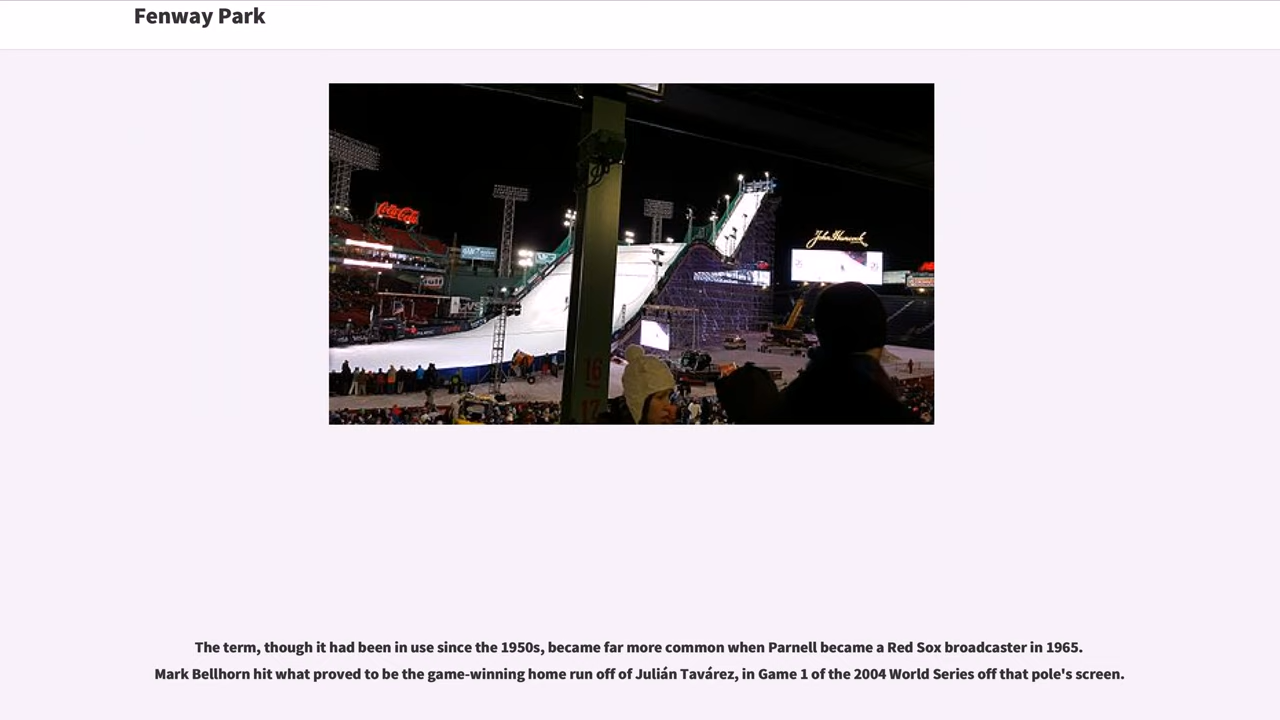 Fenway Park
Coca-Cola
John Hancock
Gulf
16
17
The term, though it had been in use since the 1950s, became far more common when Parnell became a Red Sox broadcaster in 1965.
Mark Bellhorn hit what proved to be the game-winning home run off of Julián Tavárez, in Game 1 of the 2004 World Series off that pole's screen.